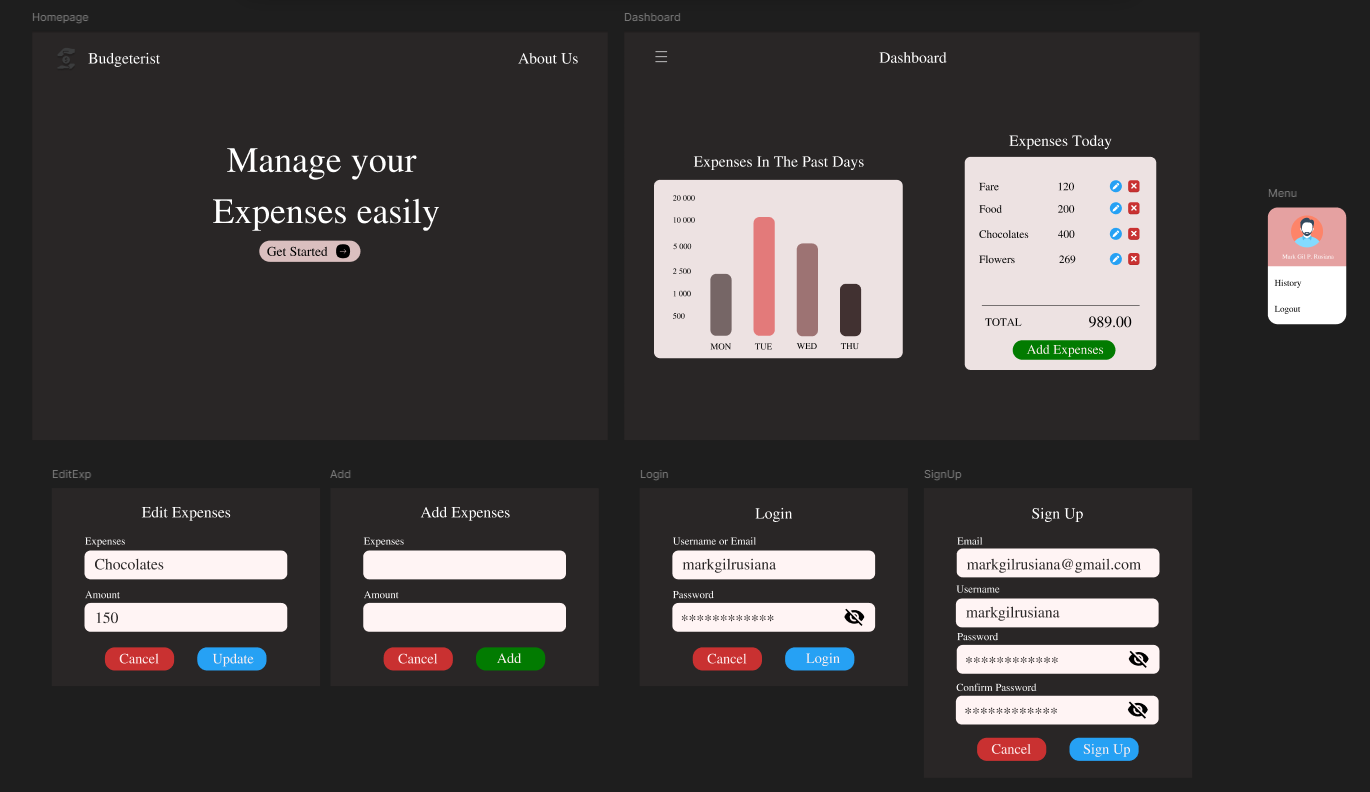 Homepage
Budgeterist
About Us
Manage your
Expenses easily
Get Started
Dashboard
Dashboard
Expenses In The Past Days
20 000
10 000
5 000
2 500
1 000
500
MON TUE WED THU
Expenses Today
Fare 120
Food 200
Chocolates 400
Flowers 269
TOTAL 989.00
Add Expenses
Menu
Mark Gil P. Rusiana
History
Logout
EditExp
Edit Expenses
Expenses
Chocolates
Amount
150
Cancel Update
Add
Add Expenses
Expenses
Amount
Cancel Add
Login
Login
Username or Email
markgilrusiana
Password
************
Cancel Login
SignUp
Sign Up
Email
markgilrusiana@gmail.com
Username
markgilrusiana
Password
************
Confirm Password
************
Cancel Sign Up